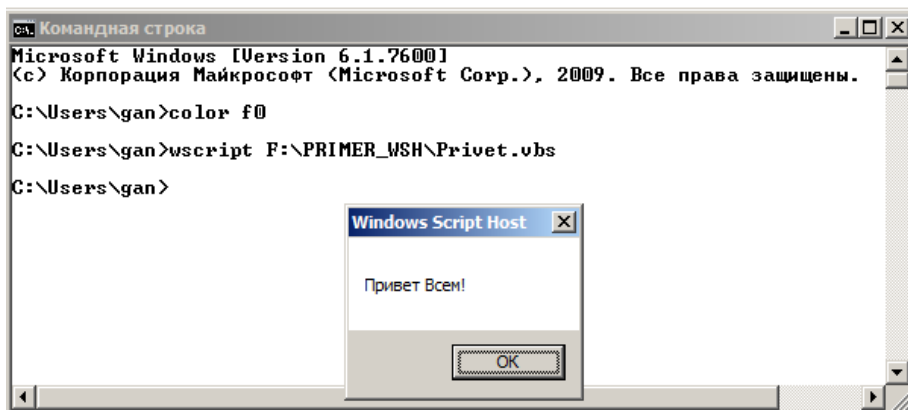 Командная строка
Microsoft Windows [Version 6.1.7600]
(c) Корпорация Майкрософт (Microsoft Corp.), 2009. Все права защищены.
C:\Users\gan>color f0
C:\Users\gan>wscript F:\PRIMER_WSH\Privet.vbs
C:\Users\gan>
Windows Script Host
Привет Всем!
OK